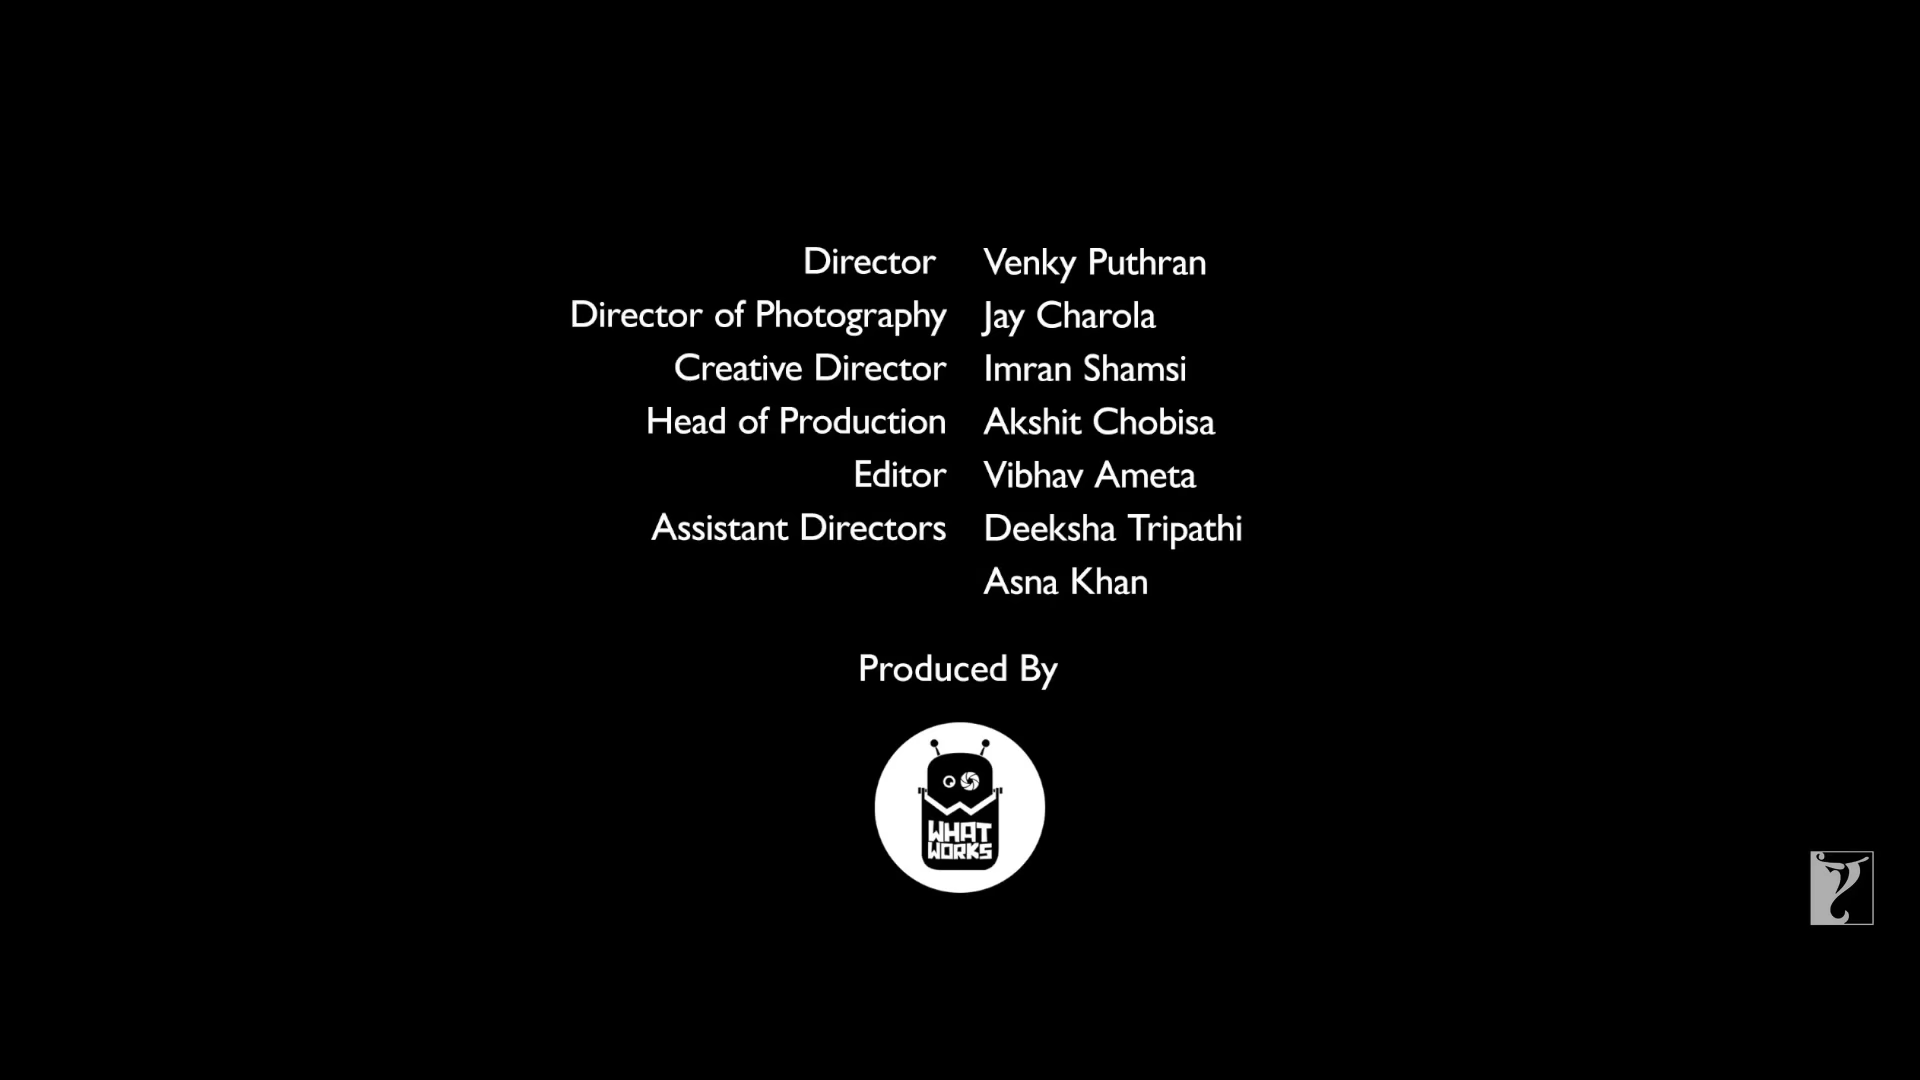 Director Venky Puthran
Director of Photography Jay Charola
Creative Director Imran Shamsi
Head of Production Akshit Chobisa
Editor Vibhav Ameta
Assistant Directors Deeksha Tripathi
Asna Khan
Produced By
WHAT
WORKS